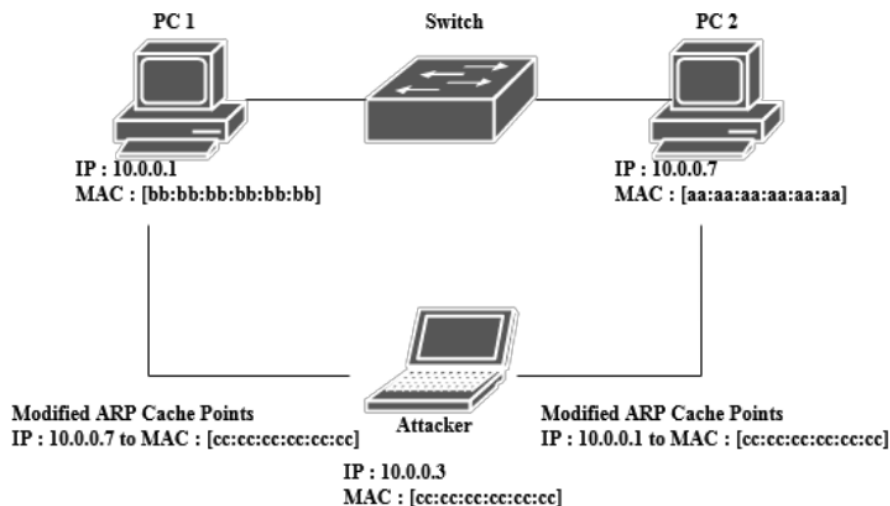 PC 1
Switch
PC 2
IP : 10.0.0.1
MAC : [bb:bb:bb:bb:bb:bb]
IP : 10.0.0.7
MAC : [aa:aa:aa:aa:aa:aa]
Modified ARP Cache Points
IP : 10.0.0.7 to MAC : [cc:cc:cc:cc:cc:cc]
Attacker
Modified ARP Cache Points
IP : 10.0.0.1 to MAC : [cc:cc:cc:cc:cc:cc]
IP : 10.0.0.3
MAC : [cc:cc:cc:cc:cc:cc]